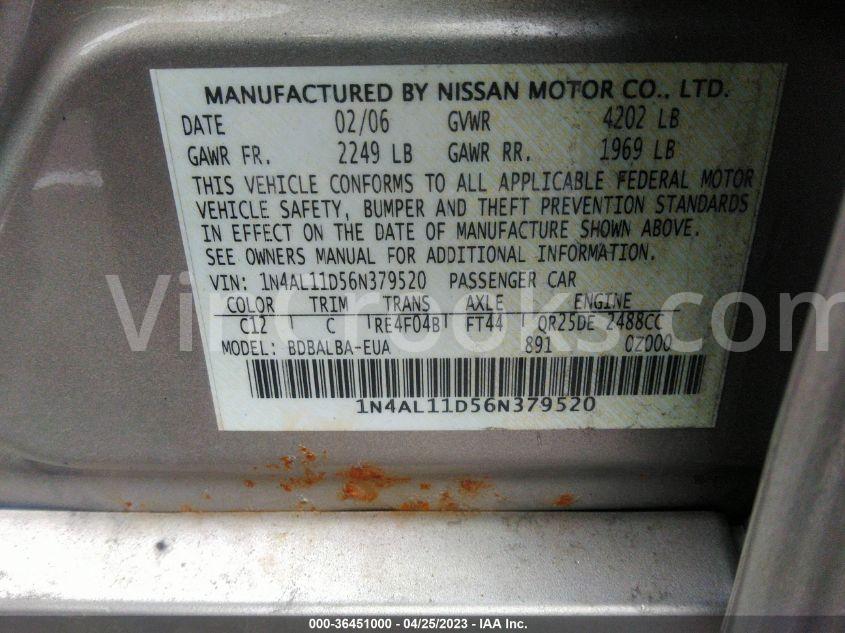 MANUFACTURED BY NISSAN MOTOR CO., LTD.
DATE 02/06 GVWR 4202 LB
GAWR FR. 2249 LB GAWR RR. 1969 LB
THIS VEHICLE CONFORMS TO ALL APPLICABLE FEDERAL MOTOR
VEHICLE SAFETY, BUMPER AND THEFT PREVENTION STANDARDS
IN EFFECT ON THE DATE OF MANUFACTURE SHOWN ABOVE.
SEE OWNERS MANUAL FOR ADDITIONAL INFORMATION.
VIN: 1N4AL11D56N379520 PASSENGER CAR
COLOR TRIM TRANS AXLE ENGINE
C12 C RE4F04B FT44 QR25DE 2488CC
MODEL: BDBALBA-EUA 891 0Z000
1N4AL11D56N379520
VinCrooks.com
000-36451000 - 04/25/2023 - IAA Inc.